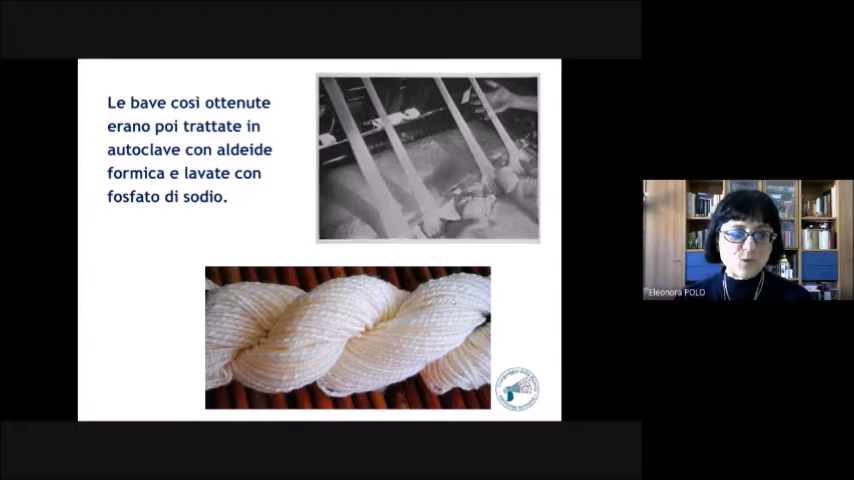 Le bave così ottenute
erano poi trattate in
autoclave con aldeide
formica e lavate con
fosfato di sodio.
Eleonora POLO